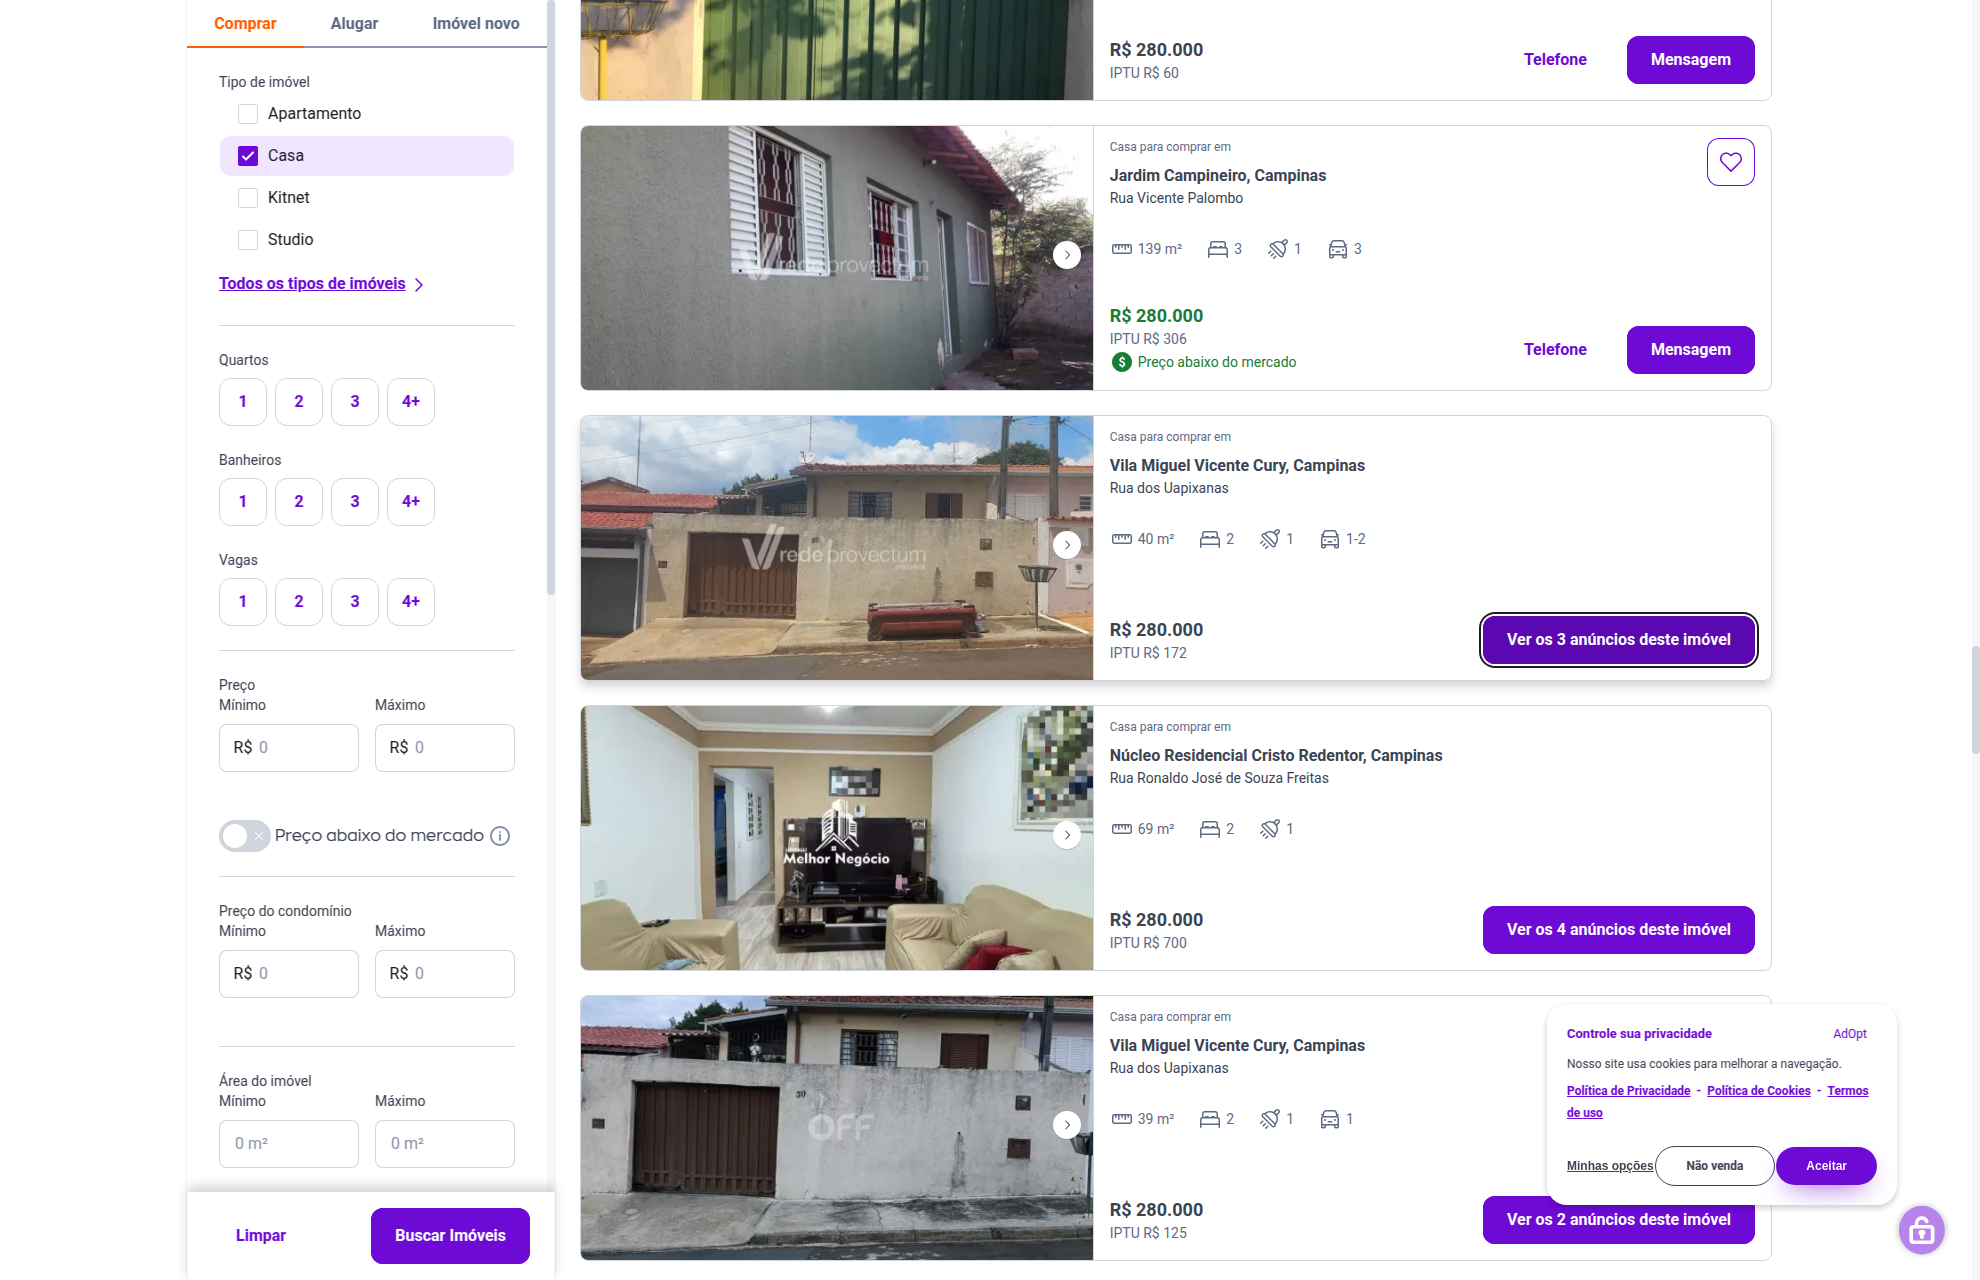 Comprar
Alugar
Imóvel novo
Tipo de imóvel
Apartamento
Casa
Kitnet
Studio
Todos os tipos de imóveis
Quartos
1 2 3 4+
Banheiros
1 2 3 4+
Vagas
1 2 3 4+
Preço
Mínimo Máximo
R$ 0 R$ 0
Preço abaixo do mercado
Preço do condomínio
Mínimo Máximo
R$ 0 R$ 0
Área do imóvel
Mínimo Máximo
0 m² 0 m²
Limpar
Buscar Imóveis
R$ 280.000
IPTU R$ 60
Telefone
Mensagem
rede provectum
Casa para comprar em
Jardim Campineiro, Campinas
Rua Vicente Palombo
139 m² 3 1 3
R$ 280.000
IPTU R$ 306
$ Preço abaixo do mercado
Telefone
Mensagem
rede provectum
Casa para comprar em
Vila Miguel Vicente Cury, Campinas
Rua dos Uapixanas
40 m² 2 1 1-2
R$ 280.000
IPTU R$ 172
Ver os 3 anúncios deste imóvel
Melhor Negócio
Casa para comprar em
Núcleo Residencial Cristo Redentor, Campinas
Rua Ronaldo José de Souza Freitas
69 m² 2 1
R$ 280.000
IPTU R$ 700
Ver os 4 anúncios deste imóvel
30
OFF
Casa para comprar em
Vila Miguel Vicente Cury, Campinas
Rua dos Uapixanas
39 m² 2 1 1
R$ 280.000
IPTU R$ 125
Ver os 2 anúncios deste imóvel
Controle sua privacidade
AdOpt
Nosso site usa cookies para melhorar a navegação.
Política de Privacidade - Política de Cookies - Termos
de uso
Minhas opções
Não venda
Aceitar